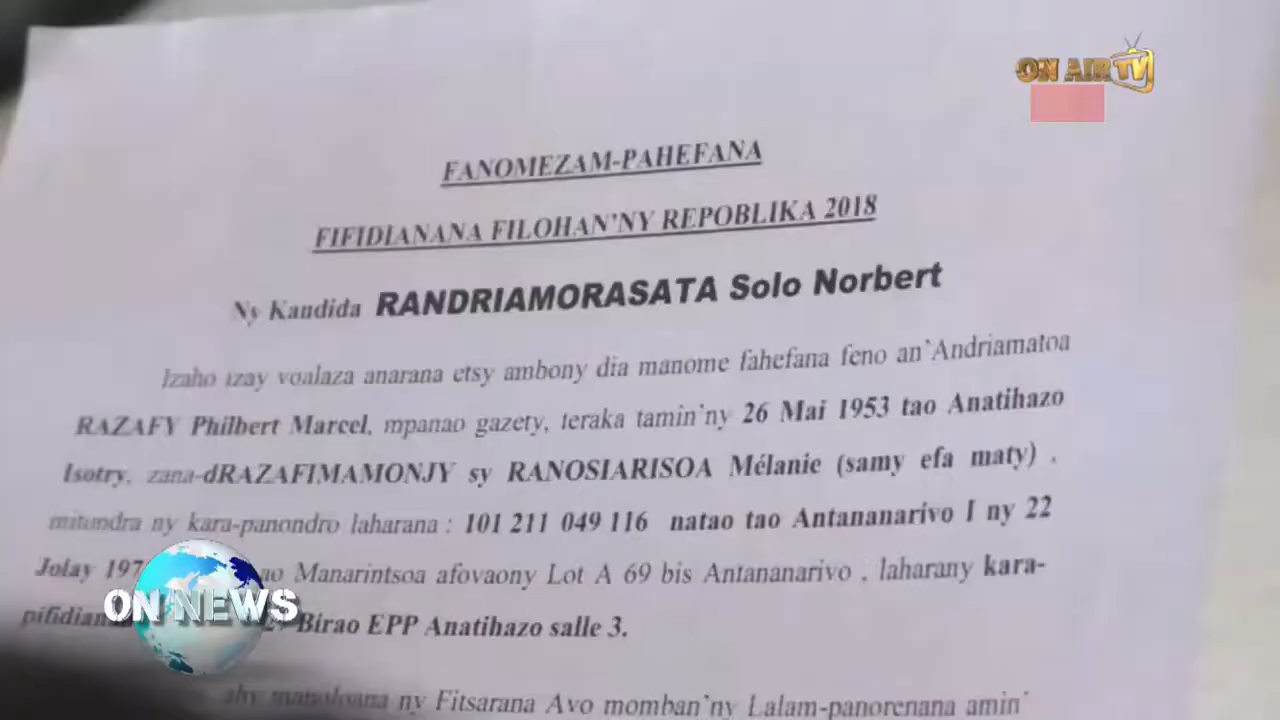 ON AIR TV
FANOMEZAM-PAHEFANA
FIFIDIANANA FILOHAN'NY REPOBLIKA 2018
Ny Kandida RANDRIAMORASATA Solo Norbert
Izaho izay voalaza anarana etsy ambony dia manome fahefana feno an'Andriamatoa
RAZAFY Philbert Marcel, mpanao gazety, teraka tamin'ny 26 Mai 1953 tao Anatihazo
Isotry, zana-dRAZAFIMAMONJY sy RANOSIARISOA Mélanie (samy efa maty) ,
mitondra ny kara-panondro laharana : 101 211 049 116 natao tao Antananarivo I ny 22
Jolay 197 ao Manarintsoa afovaony Lot A 69 bis Antananarivo , laharany kara-
Birao EPP Anatihazo salle 3.
ON NEWS
ny Fitsarana Avo momban'ny Lalam-panorenana amin'